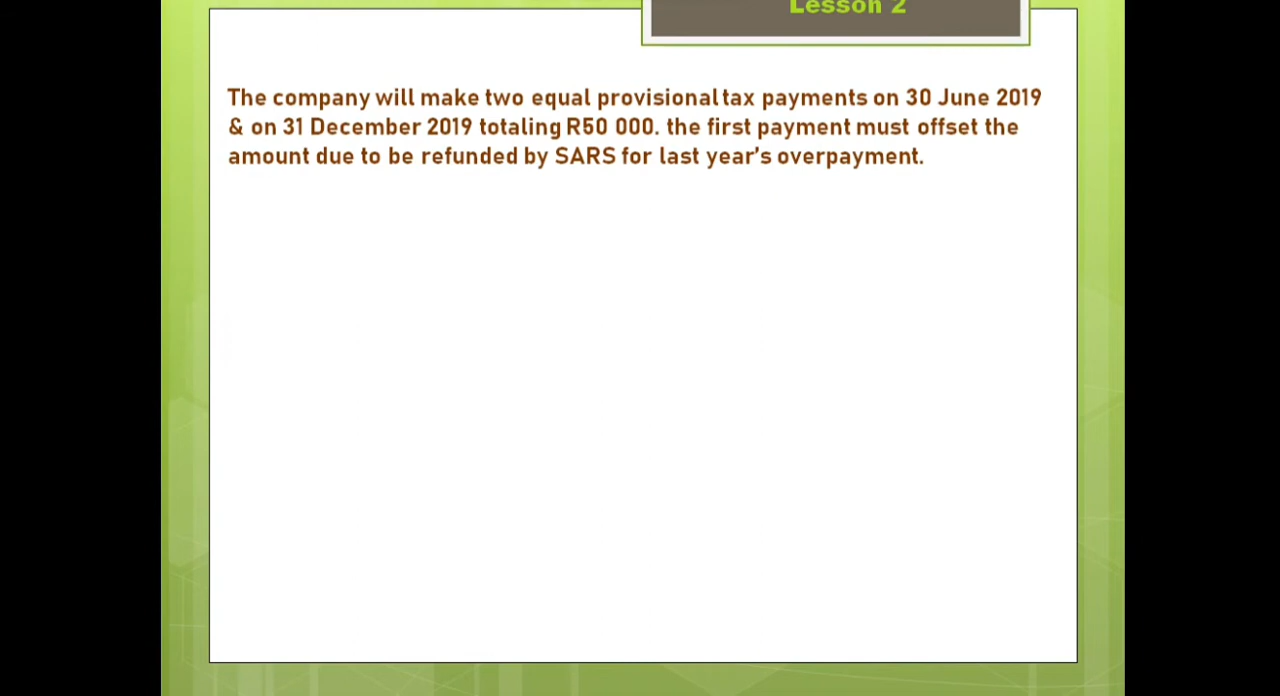 Lesson 2
The company will make two equal provisional tax payments on 30 June 2019
& on 31 December 2019 totaling R50 000. the first payment must offset the
amount due to be refunded by SARS for last year's overpayment.